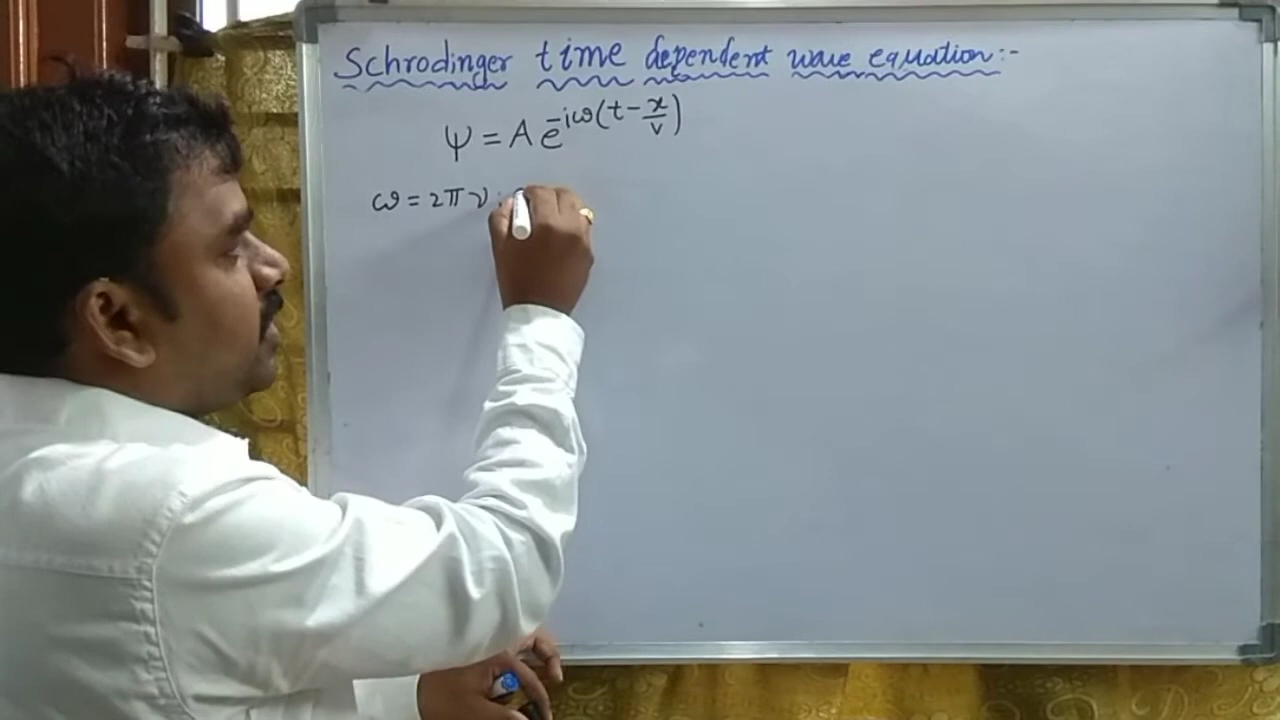 Schrodinger time dependent wave equation:-
ψ = A e^{-iω(t - x/v)}
ω = 2πν